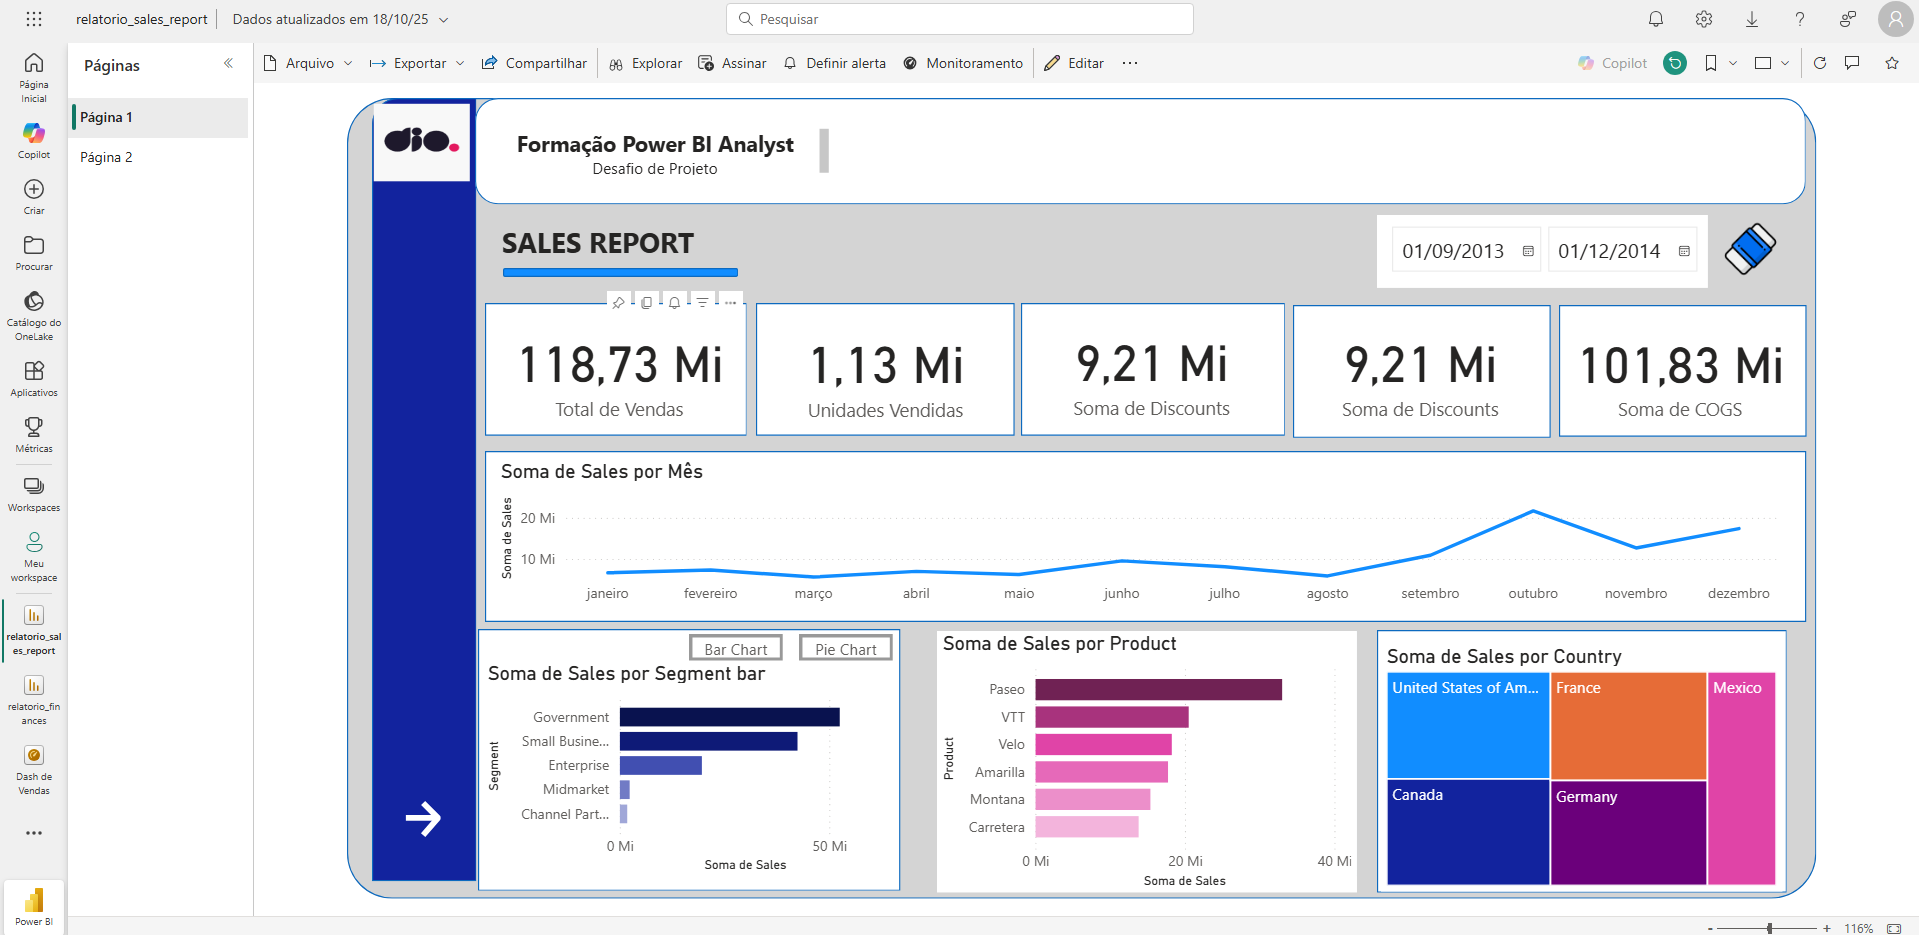 relatorio_sales_report
Dados atualizados em 18/10/25
Pesquisar
Página
Inicial
Copilot
Criar
Procurar
Catálogo do
OneLake
Aplicativos
Métricas
Workspaces
Meu
workspace
relatorio_sal
es_report
relatorio_fin
ances
Dash de
Vendas
Power BI
Páginas
Página 1
Página 2
Arquivo
Exportar
Compartilhar
Explorar
Assinar
Definir alerta
Monitoramento
Editar
Copilot
dio.
Formação Power BI Analyst
Desafio de Projeto
SALES REPORT
01/09/2013
01/12/2014
118,73 Mi
Total de Vendas
1,13 Mi
Unidades Vendidas
9,21 Mi
Soma de Discounts
9,21 Mi
Soma de Discounts
101,83 Mi
Soma de COGS
Soma de Sales por Mês
Soma de Sales
20 Mi
10 Mi
janeiro
fevereiro
março
abril
maio
junho
julho
agosto
setembro
outubro
novembro
dezembro
Bar Chart
Pie Chart
Soma de Sales por Segment bar
Segment
Government
Small Busine...
Enterprise
Midmarket
Channel Part...
0 Mi
50 Mi
Soma de Sales
Soma de Sales por Product
Product
Paseo
VTT
Velo
Amarilla
Montana
Carretera
0 Mi
20 Mi
40 Mi
Soma de Sales
Soma de Sales por Country
United States of Am...
France
Mexico
Canada
Germany
116%